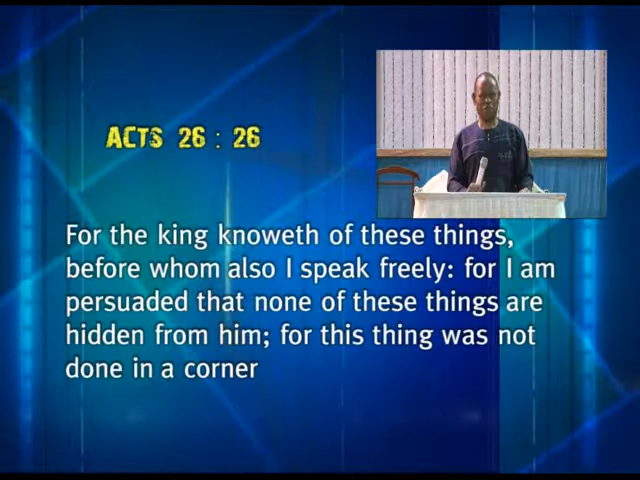 ACTS 26 : 26
For the king knoweth of these things,
before whom also I speak freely: for I am
persuaded that none of these things are
hidden from him; for this thing was not
done in a corner